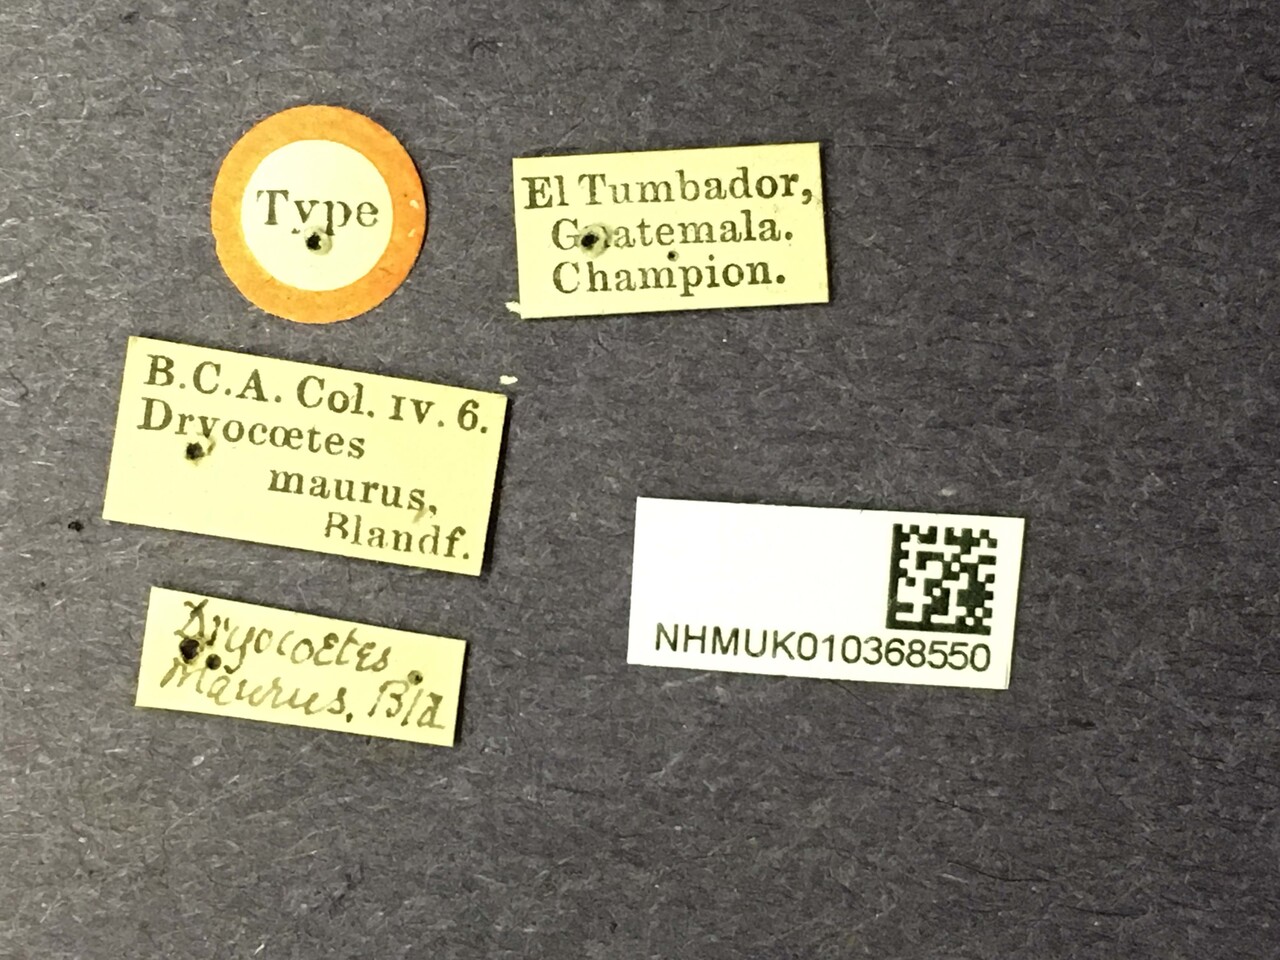 Type
El Tumbador,
Guatemala.
Champion.
B.C.A. Col. IV. 6.
Dryocœtes
maurus,
Blandf.
Dryocoetes
maurus. Bld
NHMUK010368550